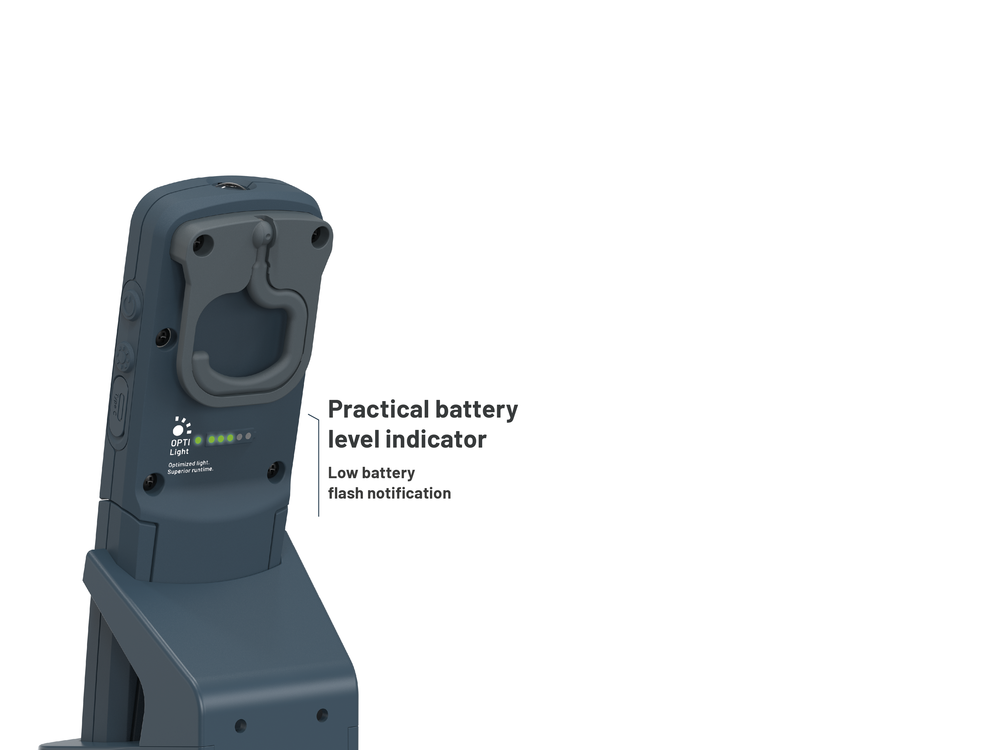 Type C
OPTI
Light
Optimized light.
Superior runtime.
Practical battery
level indicator
Low battery
flash notification